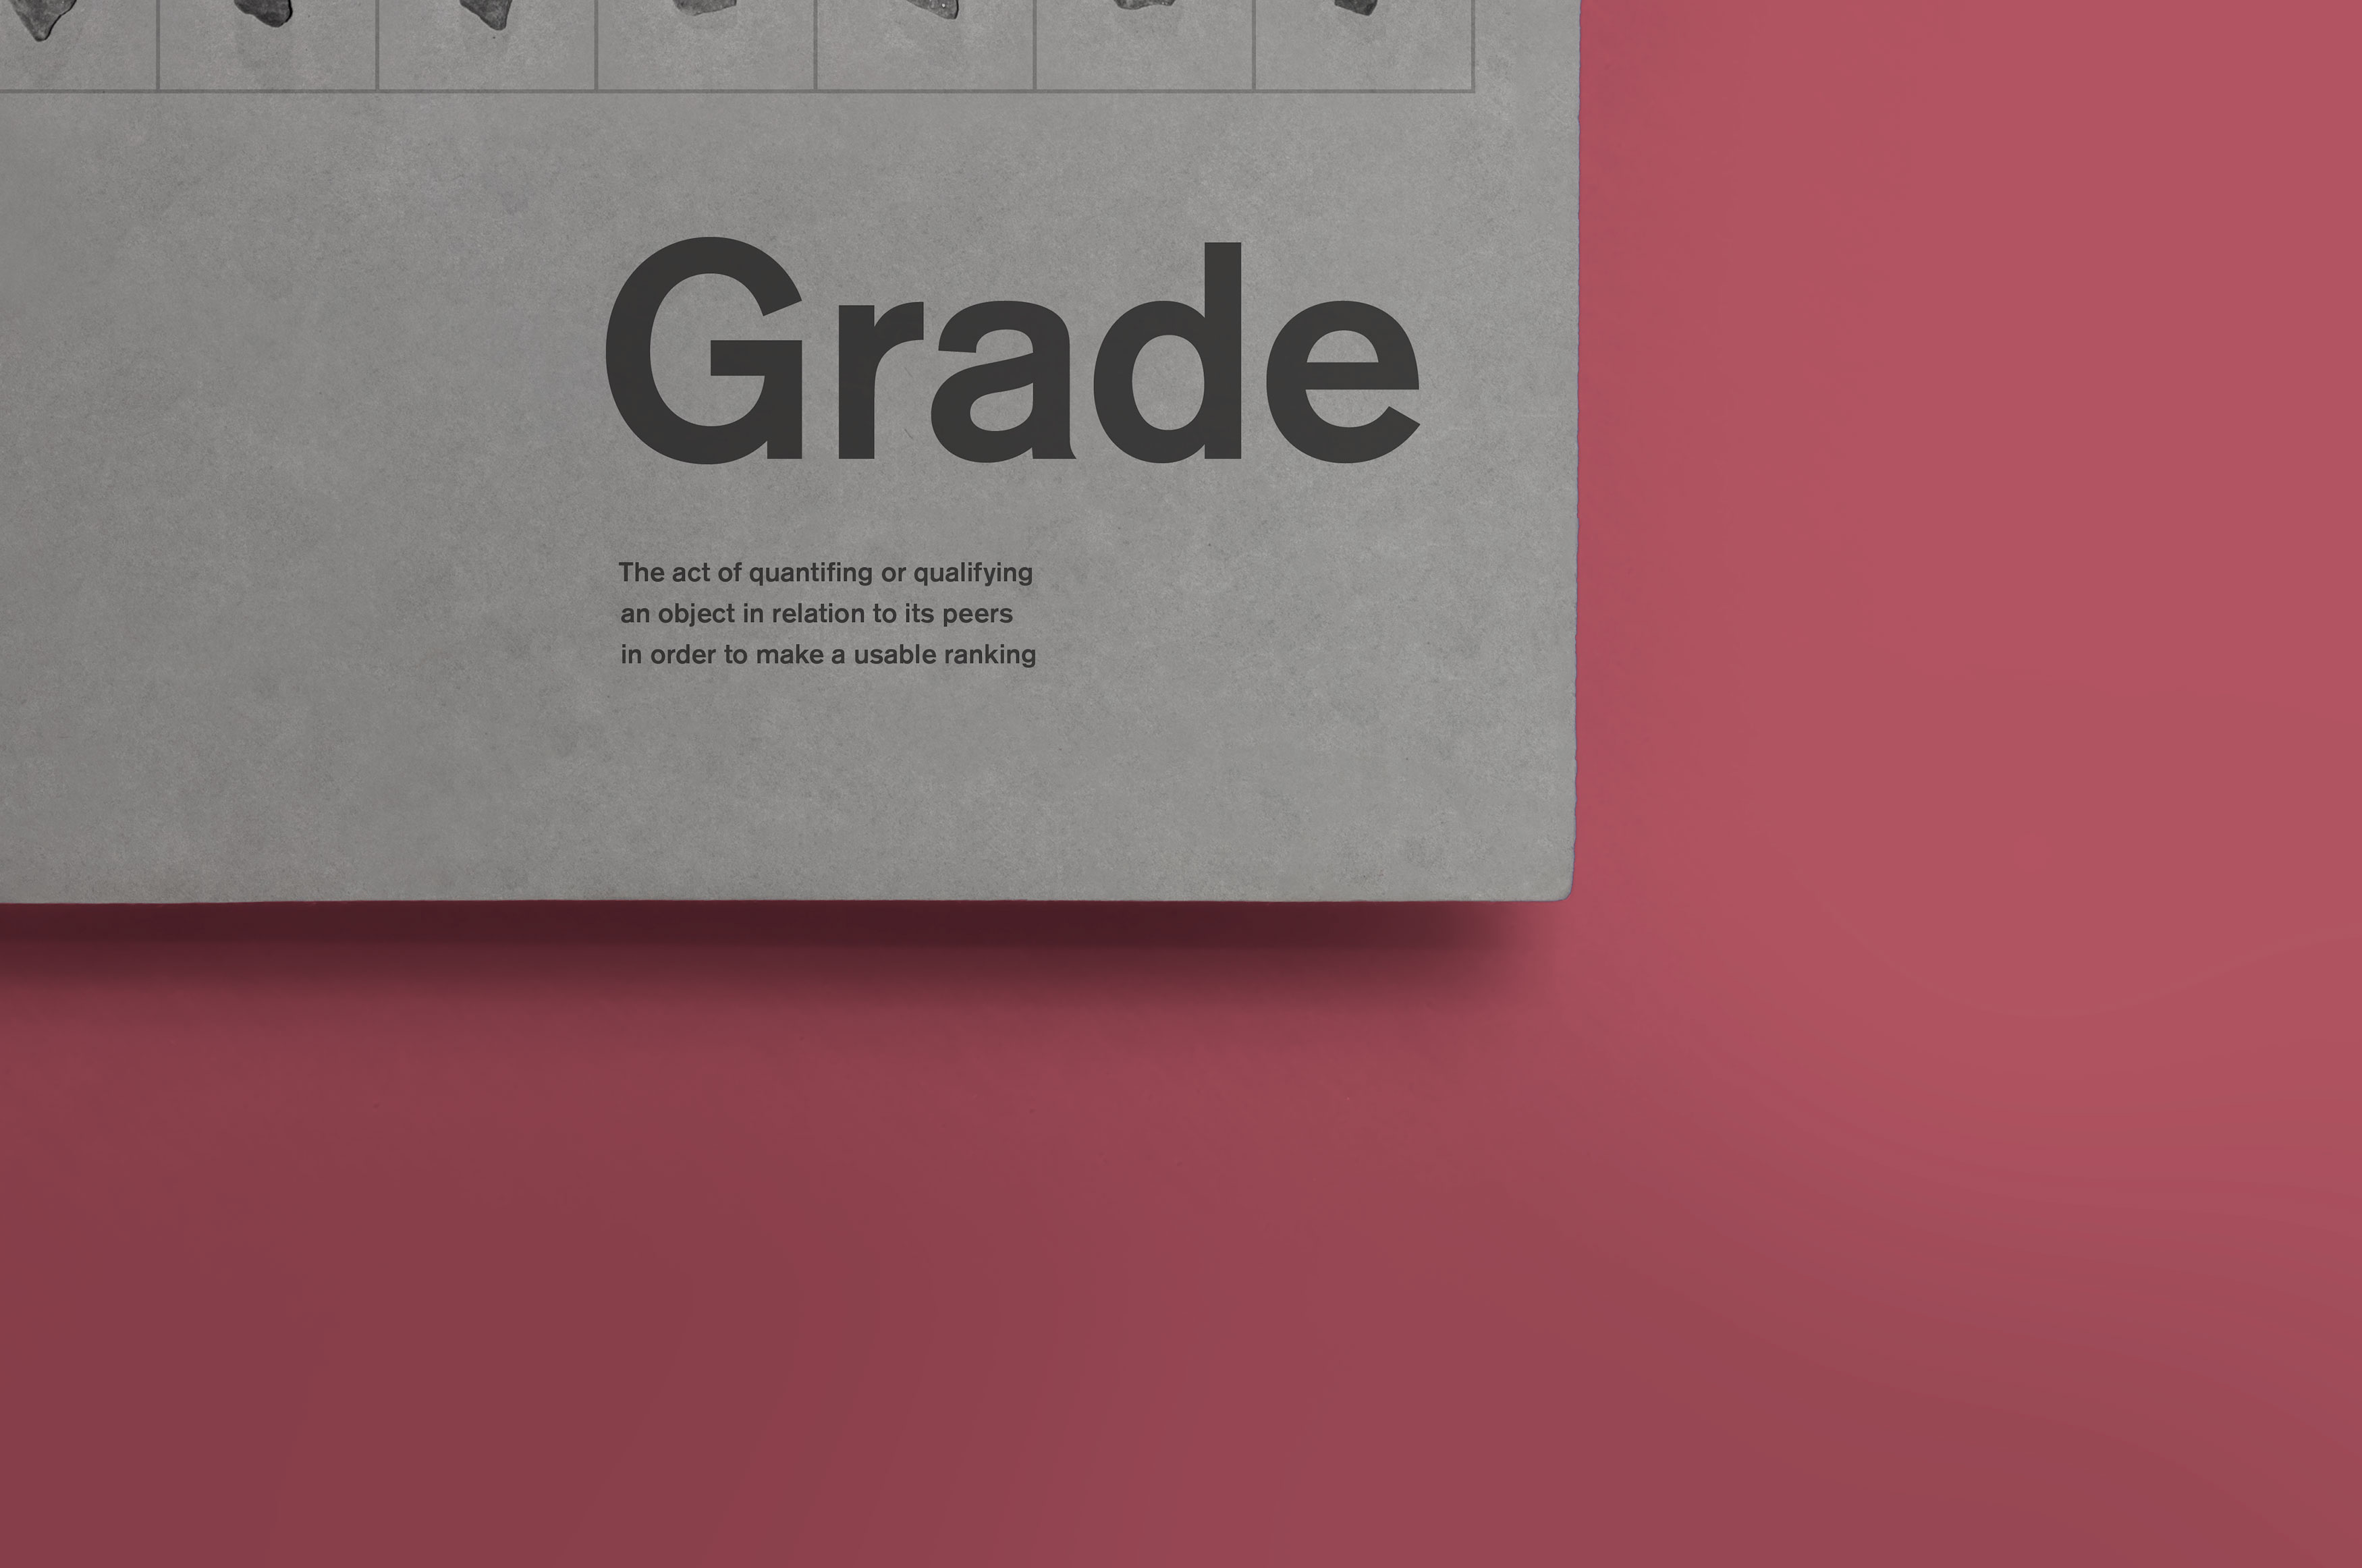 Grade
The act of quantifing or qualifying
an object in relation to its peers
in order to make a usable ranking